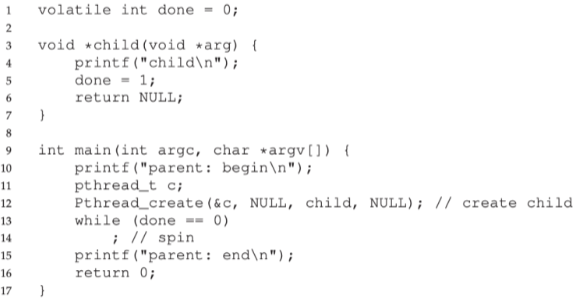 1 volatile int done = 0;
2
3 void *child(void *arg) {
4     printf("child\n");
5     done = 1;
6     return NULL;
7 }
8
9 int main(int argc, char *argv[]) {
10     printf("parent: begin\n");
11     pthread_t c;
12     Pthread_create(&c, NULL, child, NULL); // create child
13     while (done == 0)
14         ; // spin
15     printf("parent: end\n");
16     return 0;
17 }